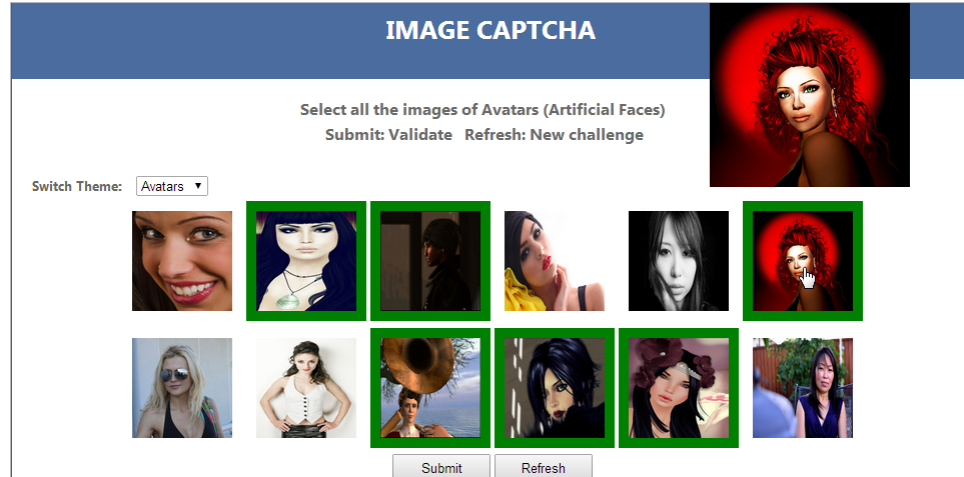 IMAGE CAPTCHA
Select all the images of Avatars (Artificial Faces)
Submit: Validate Refresh: New challenge
Switch Theme: Avatars
Submit Refresh